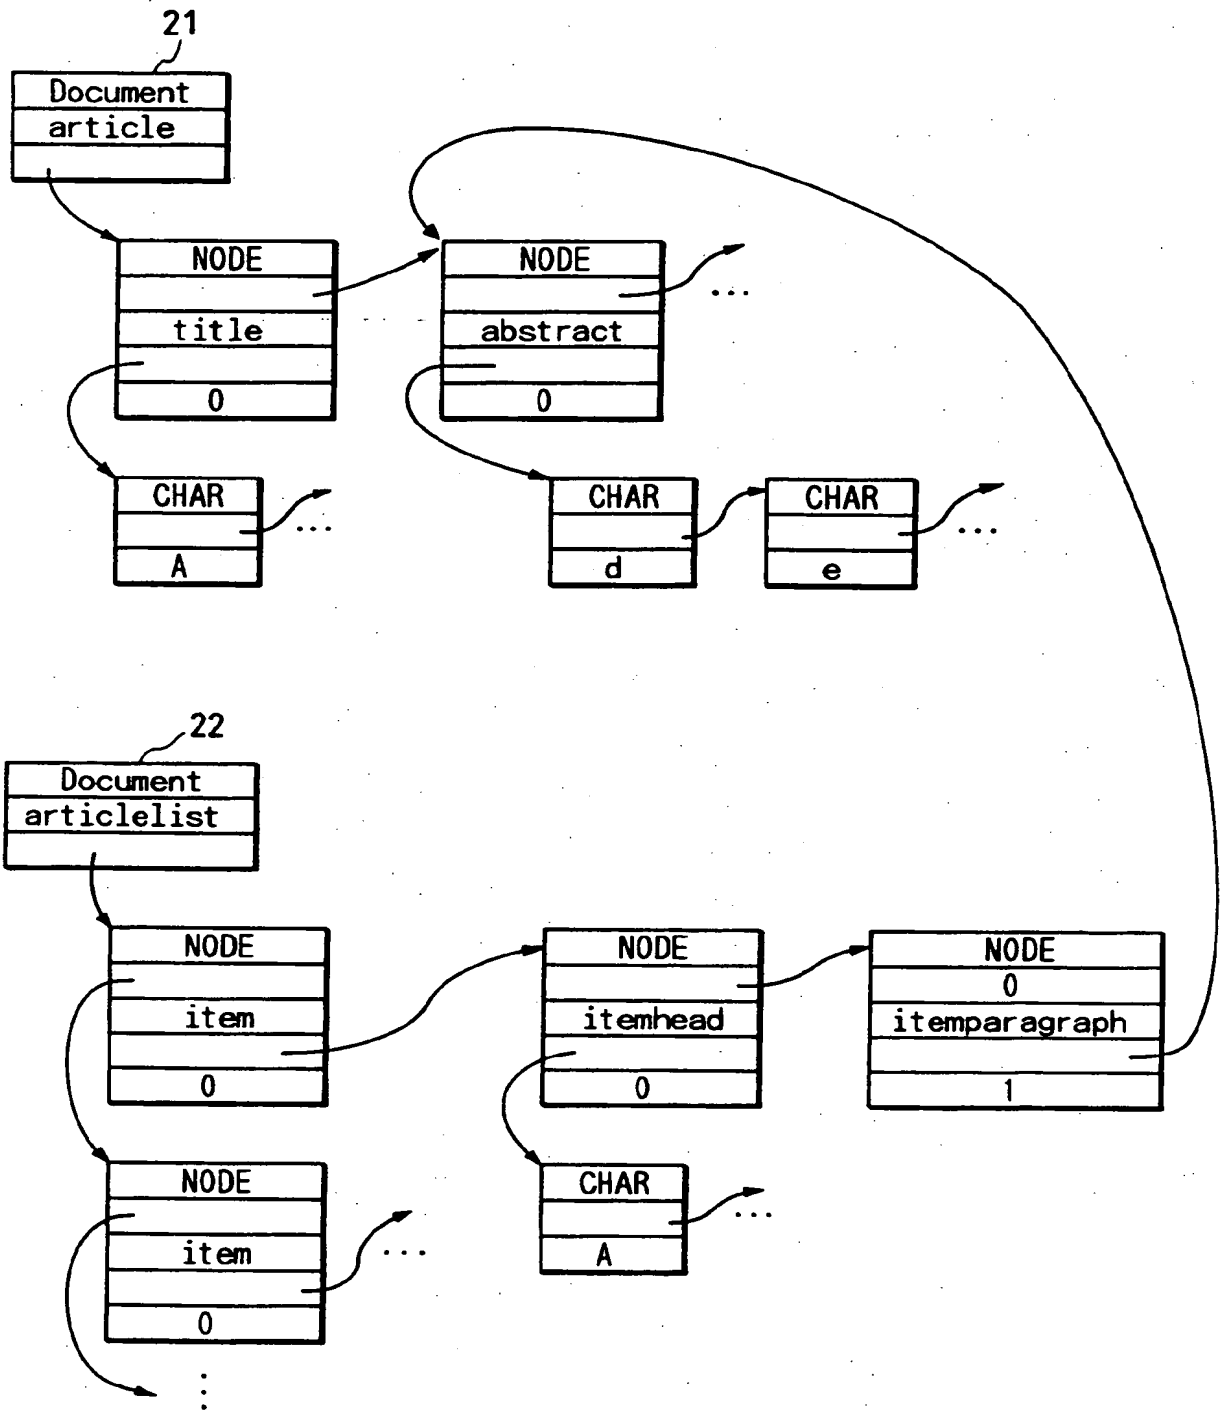 21
Document
article
NODE
title
0
NODE
abstract
0
...
CHAR
A
...
CHAR
d
CHAR
e
...
22
Document
articlelist
NODE
item
0
NODE
itemhead
0
NODE
0
itemparagraph
1
NODE
item
0
...
CHAR
A
...